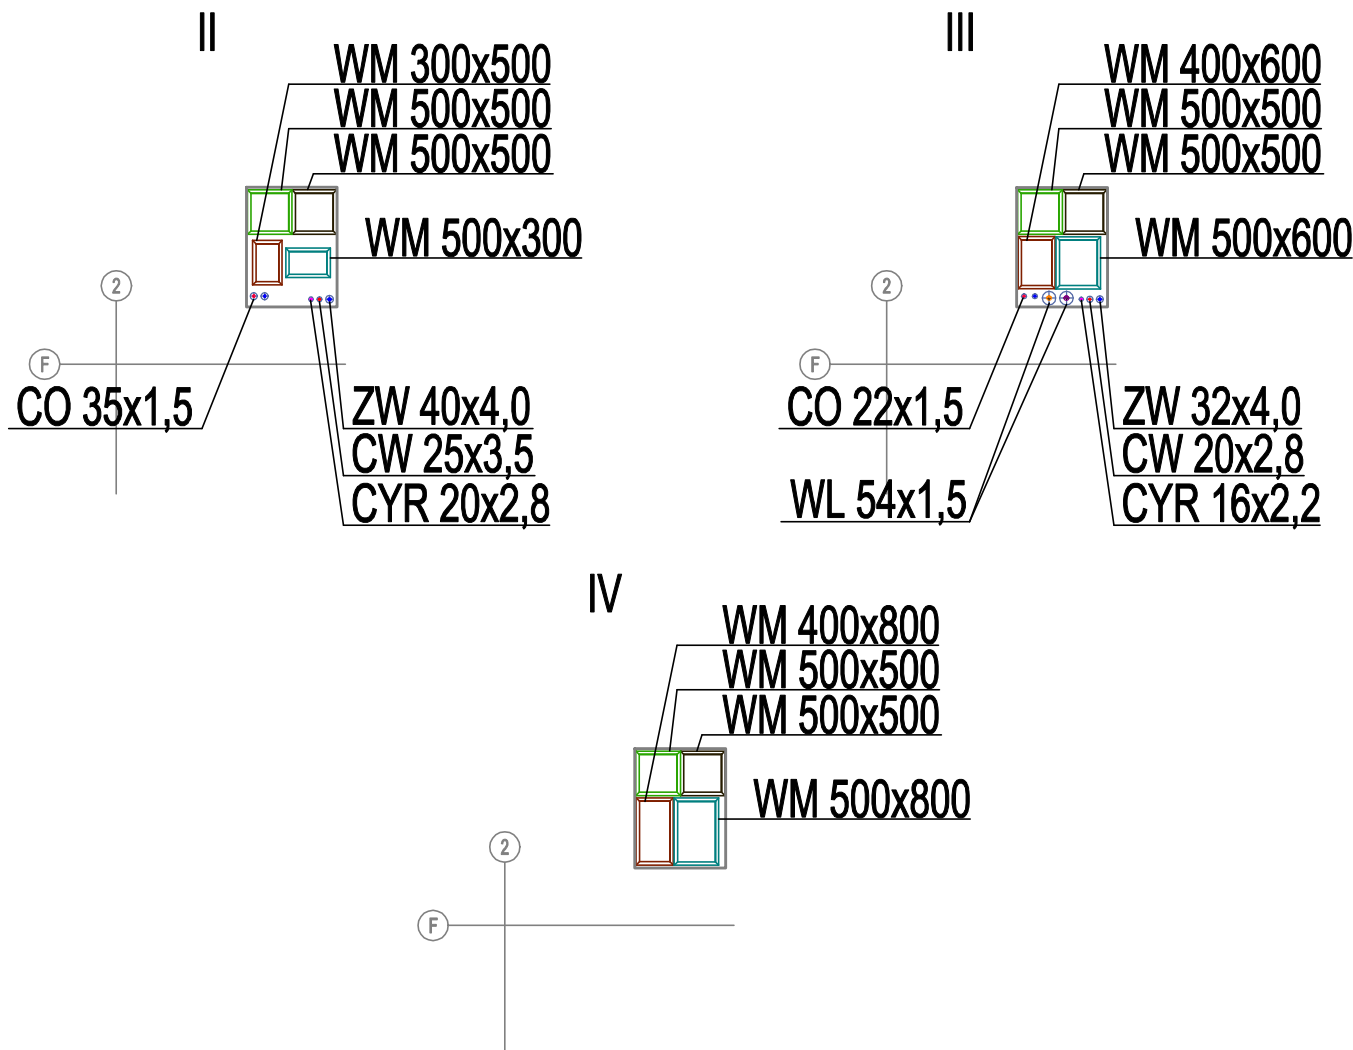 II
WM 300x500
WM 500x500
WM 500x500
WM 500x300
2
F
CO 35x1,5
ZW 40x4,0
CW 25x3,5
CYR 20x2,8
III
WM 400x600
WM 500x500
WM 500x500
WM 500x600
2
F
CO 22x1,5
WL 54x1,5
ZW 32x4,0
CW 20x2,8
CYR 16x2,2
IV
WM 400x800
WM 500x500
WM 500x500
WM 500x800
2
F